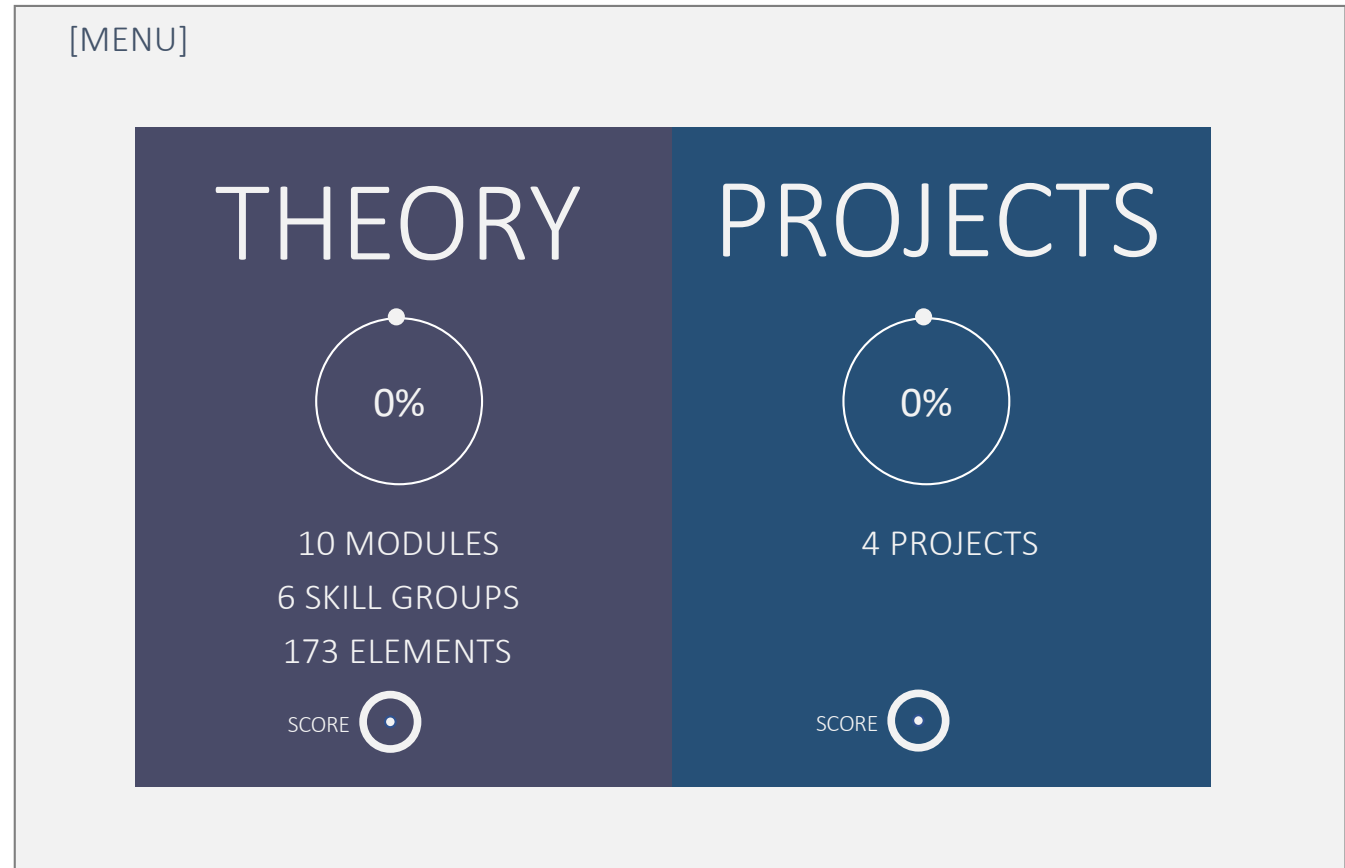 [MENU]
THEORY
0%
10 MODULES
6 SKILL GROUPS
173 ELEMENTS
SCORE
PROJECTS
0%
4 PROJECTS
SCORE